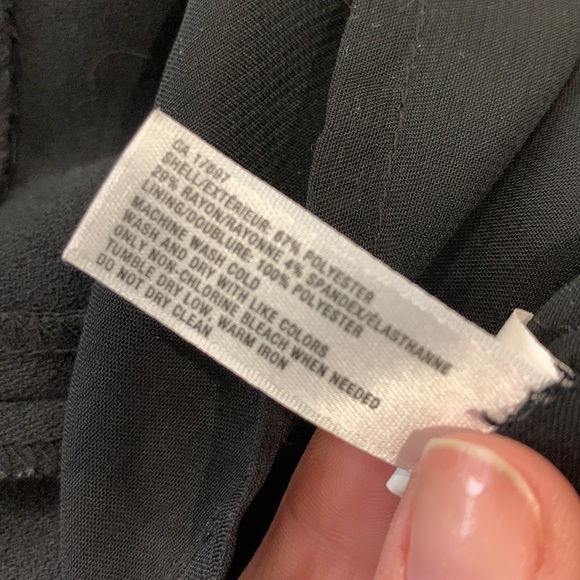 CA 17897
SHELL/EXTÉRIEUR: 67% POLYESTER
29% RAYON/RAYONNE 4% SPANDEX/ÉLASTHANNE
LINING/DOUBLURE: 100% POLYESTER
MACHINE WASH COLD
WASH AND DRY WITH LIKE COLORS
ONLY NON-CHLORINE BLEACH, WHEN NEEDED
TUMBLE DRY LOW, WARM IRON
DO NOT DRY CLEAN